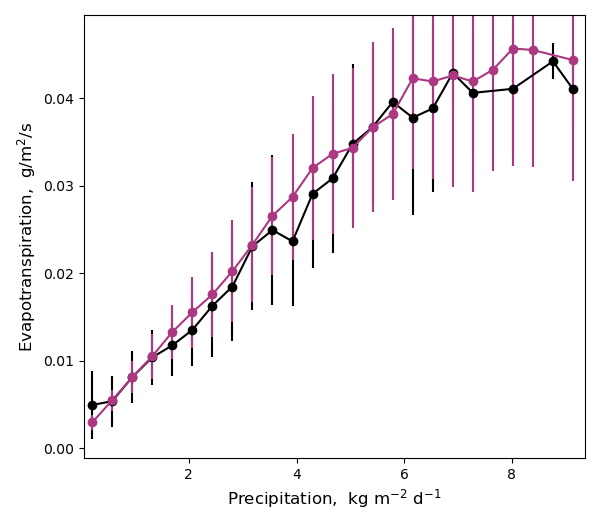 0.04
0.03
0.02
0.01
0.00
Evapotranspiration,  g/m²/s
2 4 6 8
Precipitation,  kg m⁻² d⁻¹